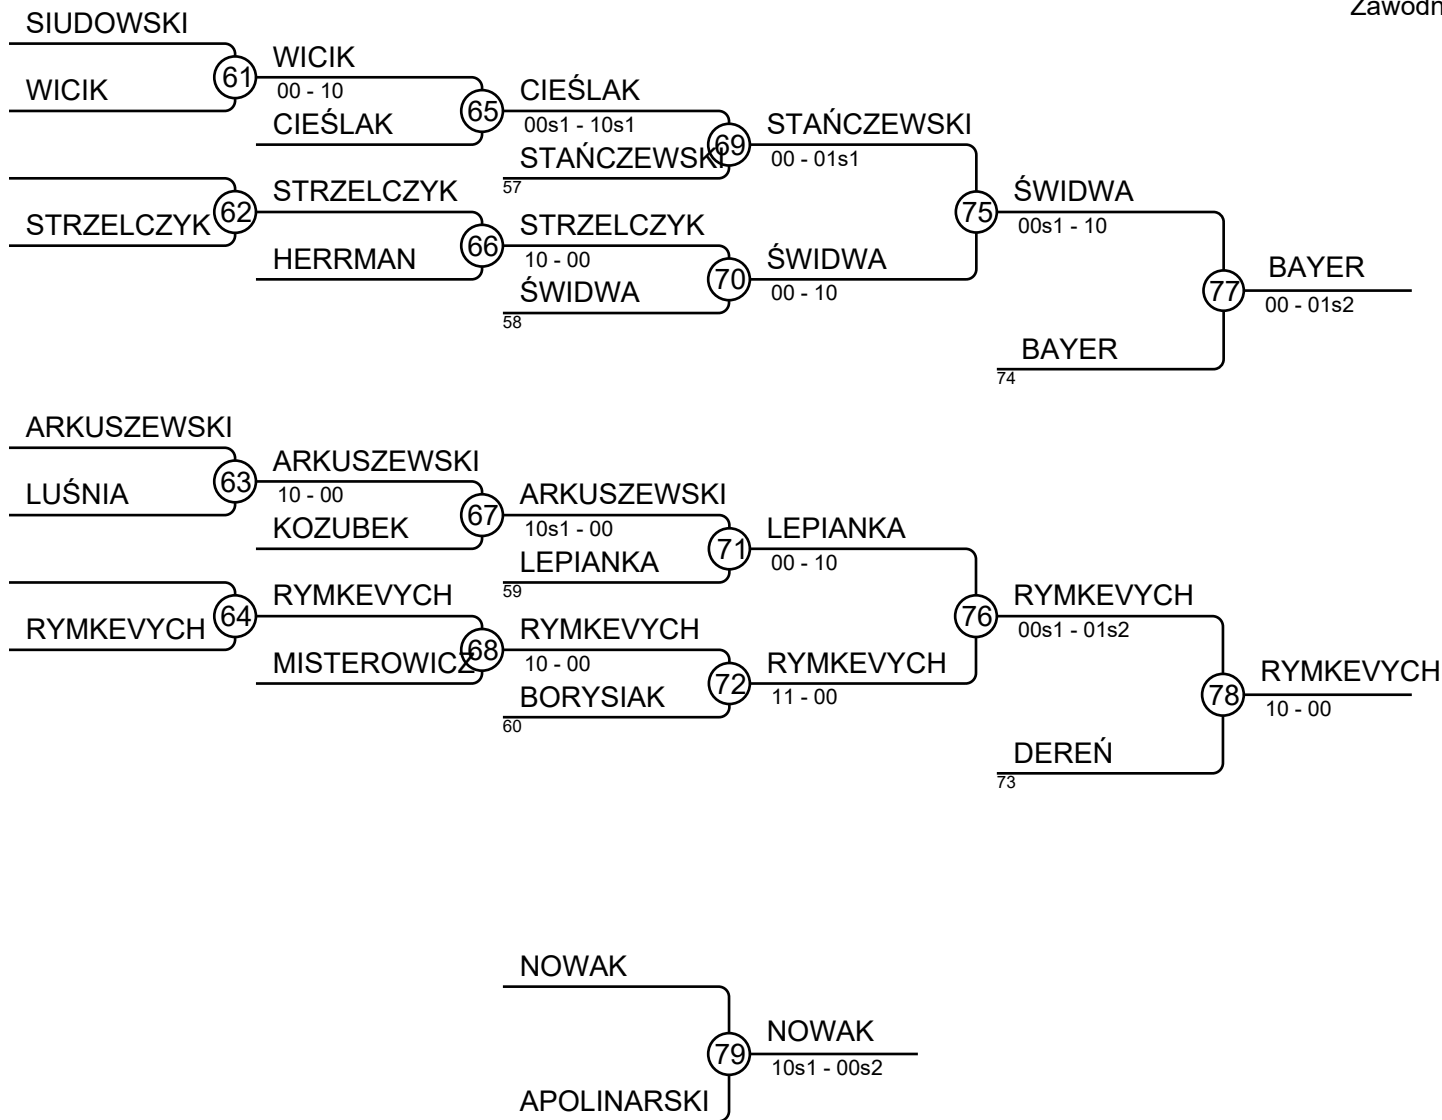 Zawodn
SIUDOWSKI
WICIK
61
WICIK
00 - 10
CIEŚLAK
65
CIEŚLAK
00s1 - 10s1
STAŃCZEWSKI
57
69
STAŃCZEWSKI
00 - 01s1
STRZELCZYK
62
STRZELCZYK
HERRMAN
66
STRZELCZYK
10 - 00
ŚWIDWA
58
70
ŚWIDWA
00 - 10
75
ŚWIDWA
00s1 - 10
BAYER
74
77
BAYER
00 - 01s2
ARKUSZEWSKI
LUŚNIA
63
ARKUSZEWSKI
10 - 00
KOZUBEK
67
ARKUSZEWSKI
10s1 - 00
LEPIANKA
59
71
LEPIANKA
00 - 10
RYMKEVYCH
64
RYMKEVYCH
MISTEROWICZ
68
RYMKEVYCH
10 - 00
BORYSIAK
60
72
RYMKEVYCH
11 - 00
76
RYMKEVYCH
00s1 - 01s2
DEREŃ
73
78
RYMKEVYCH
10 - 00
NOWAK
APOLINARSKI
79
NOWAK
10s1 - 00s2